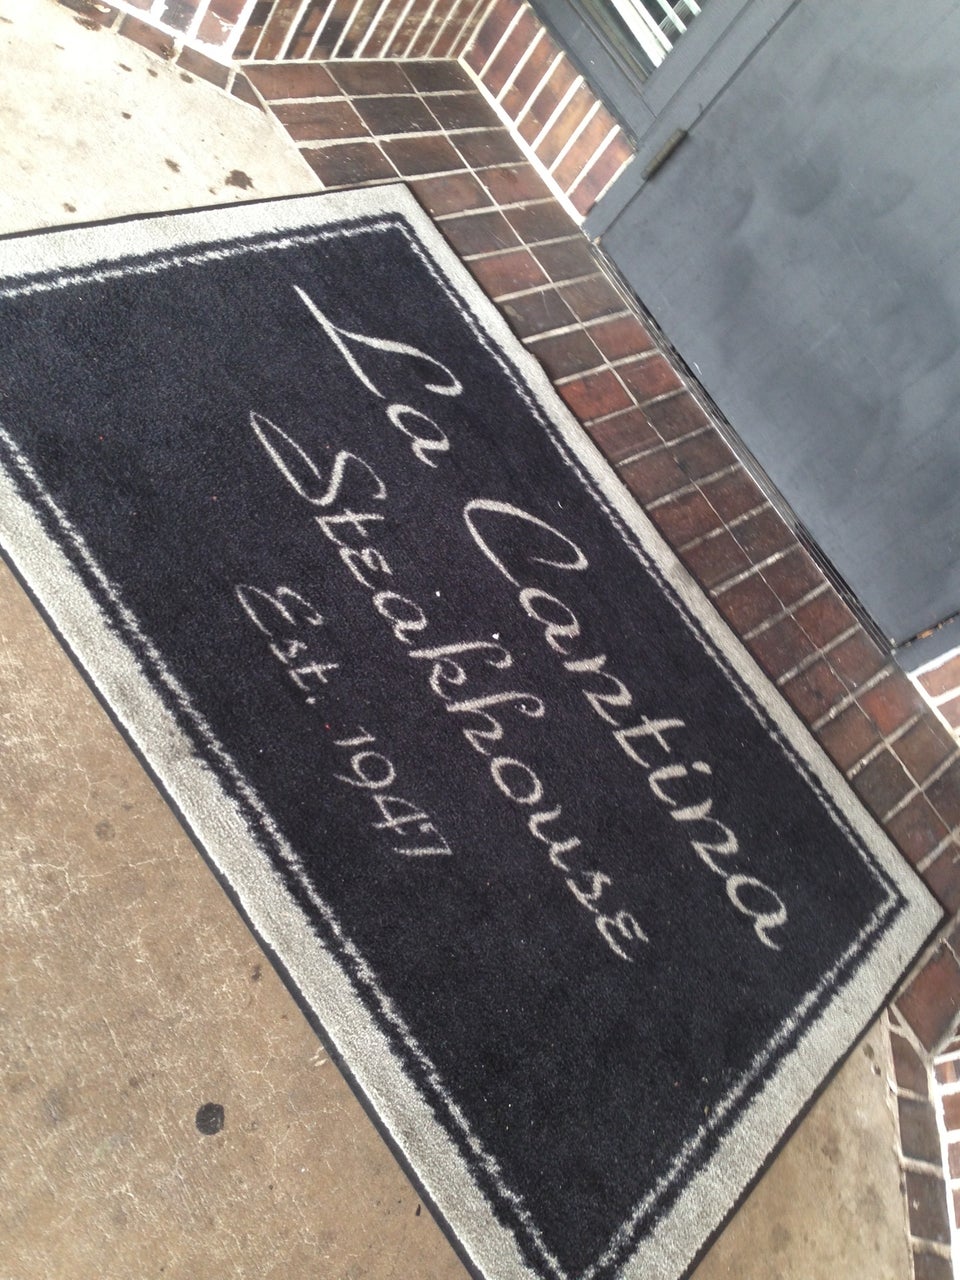 La Cantina
Steakhouse
Est. 1947